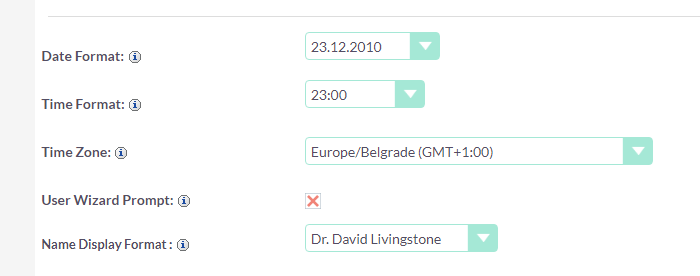 Date Format: 23.12.2010
Time Format: 23:00
Time Zone: Europe/Belgrade (GMT+1:00)
User Wizard Prompt:
Name Display Format : Dr. David Livingstone